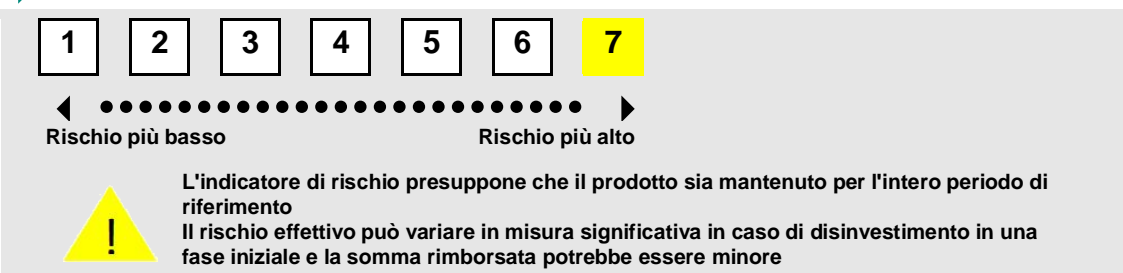 1 2 3 4 5 6 7
Rischio più basso Rischio più alto
L'indicatore di rischio presuppone che il prodotto sia mantenuto per l'intero periodo di
riferimento
Il rischio effettivo può variare in misura significativa in caso di disinvestimento in una
fase iniziale e la somma rimborsata potrebbe essere minore
!